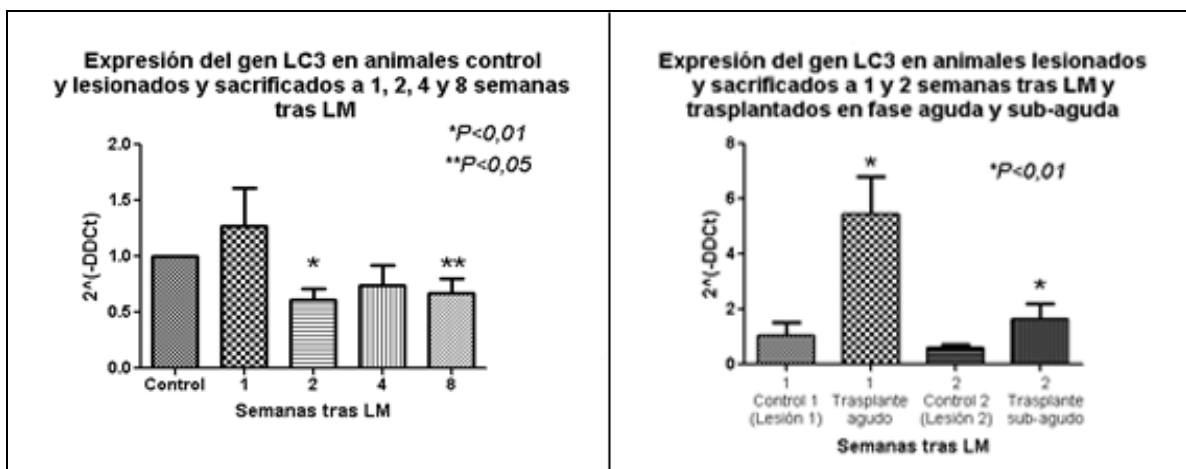 Expresión del gen LC3 en animales control
y lesionados y sacrificados a 1, 2, 4 y 8 semanas
tras LM
*P<0,01
**P<0,05
2.0
1.5
1.0
0.5
0.0
2^(-DDCt)
*
**
Control 1 2 4 8
Semanas tras LM
Expresión del gen LC3 en animales lesionados
y sacrificados a 1 y 2 semanas tras LM y
trasplantados en fase aguda y sub-aguda
*P<0,01
8
6
4
2
0
2^(-DDCt)
*
*
1 1 2 2
Control 1 Trasplante Control 2 Trasplante
(Lesión 1) agudo (Lesión 2) sub-agudo
Semanas tras LM